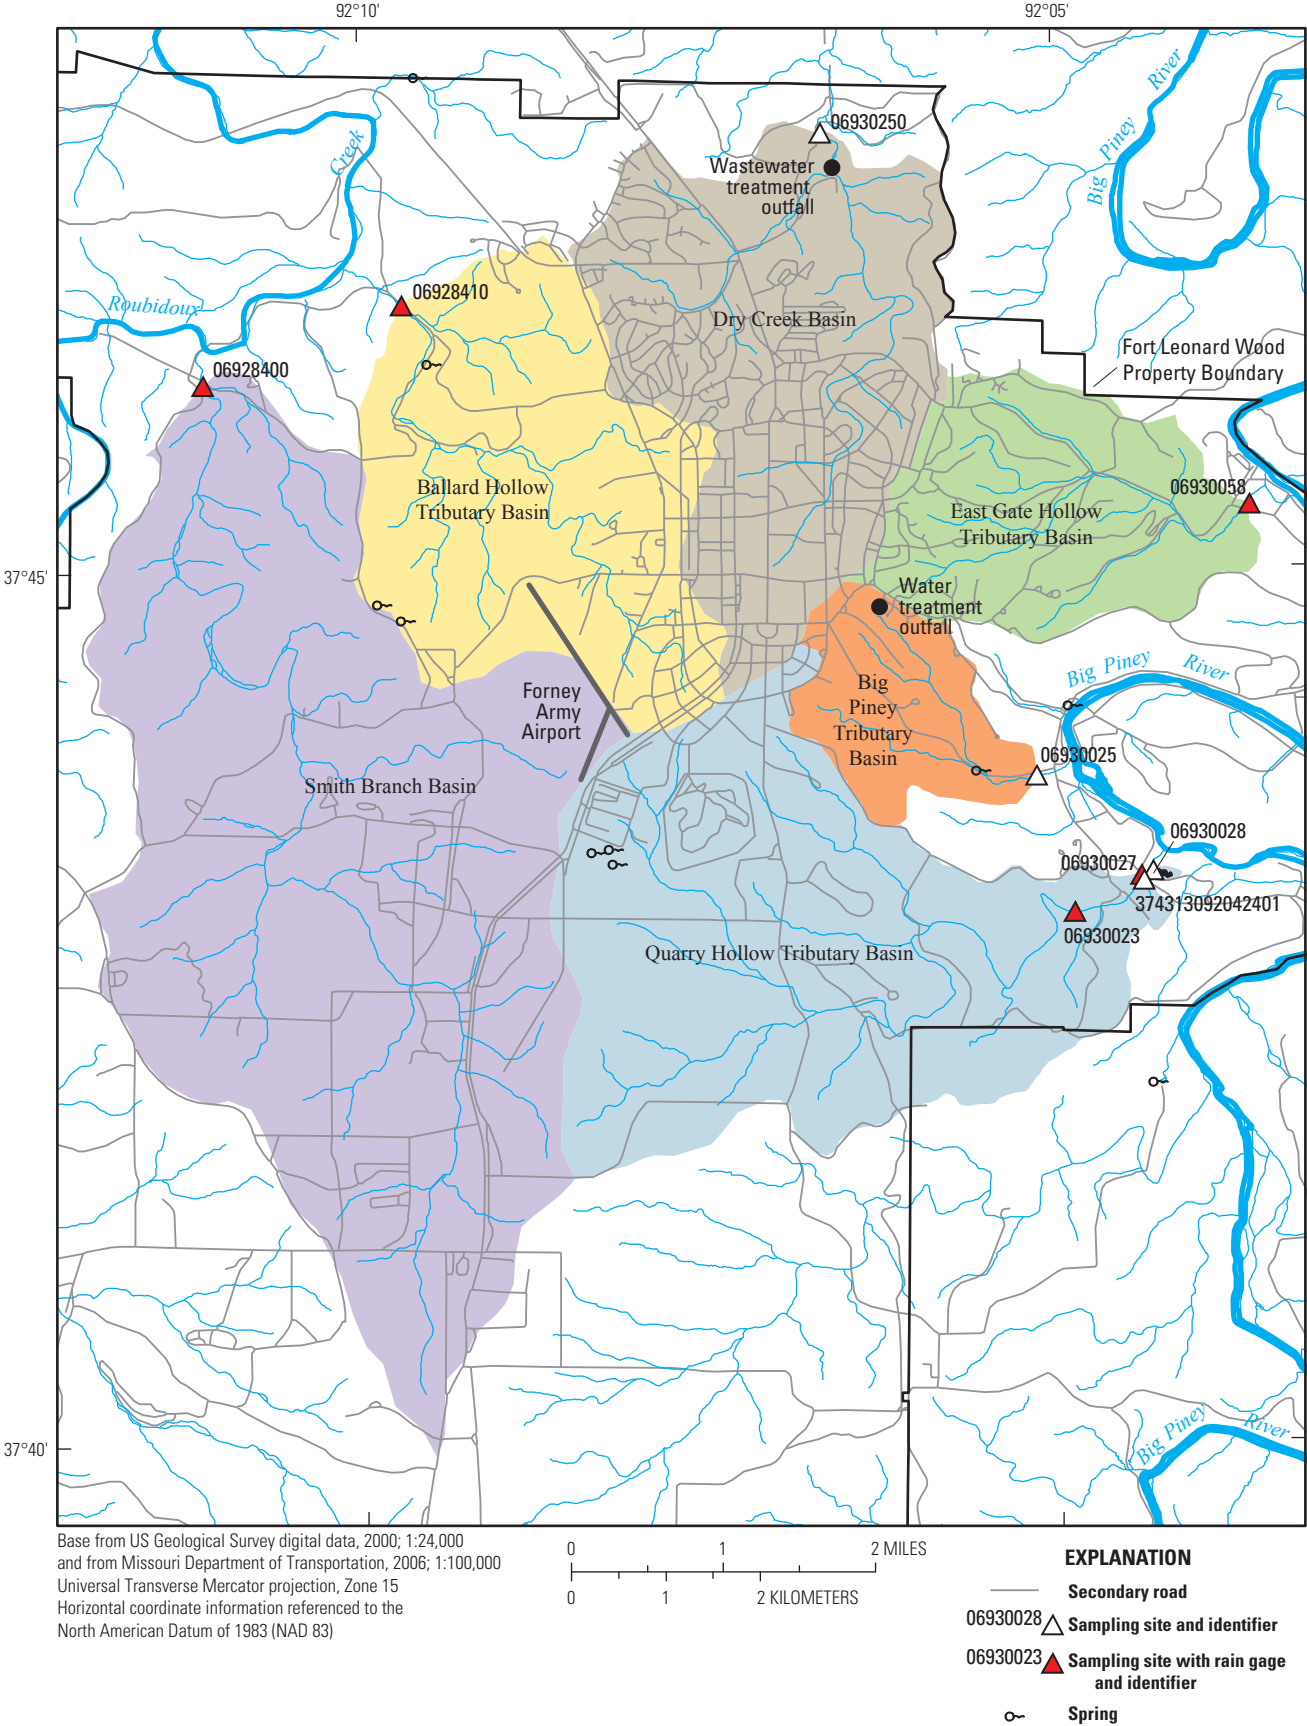 92°10'
92°05'
Big Piney River
06930250
Wastewater
treatment
outfall
Creek
Roubidoux
06928410
Dry Creek Basin
06928400
Fort Leonard Wood
Property Boundary
Ballard Hollow
Tributary Basin
06930058
East Gate Hollow
Tributary Basin
37°45'
Water
treatment
outfall
Big Piney River
Forney
Army
Airport
Big
Piney
Tributary
Basin
06930025
Smith Branch Basin
06930028
06930027
374313092042401
06930023
Quarry Hollow Tributary Basin
37°40'
Big Piney River
Base from US Geological Survey digital data, 2000; 1:24,000
and from Missouri Department of Transportation, 2006; 1:100,000
Universal Transverse Mercator projection, Zone 15
Horizontal coordinate information referenced to the
North American Datum of 1983 (NAD 83)
0 1 2 MILES
0 1 2 KILOMETERS
EXPLANATION
Secondary road
06930028 Sampling site and identifier
06930023 Sampling site with rain gage
and identifier
Spring